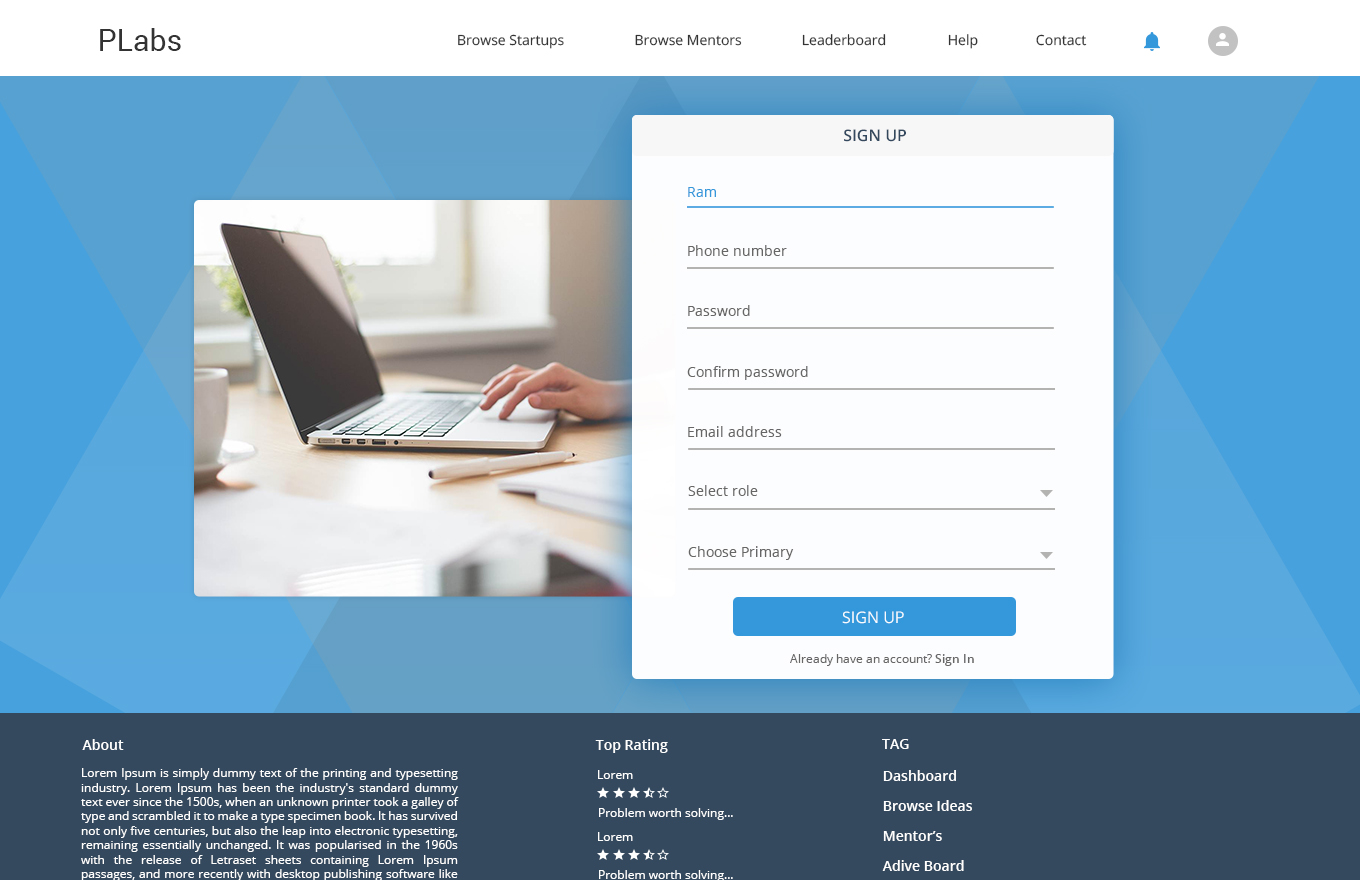 PLabs
Browse Startups
Browse Mentors
Leaderboard
Help
Contact
SIGN UP
Ram
Phone number
Password
Confirm password
Email address
Select role
Choose Primary
SIGN UP
Already have an account? Sign In
About
Lorem Ipsum is simply dummy text of the printing and typesetting
industry. Lorem Ipsum has been the industry's standard dummy
text ever since the 1500s, when an unknown printer took a galley of
type and scrambled it to make a type specimen book. It has survived
not only five centuries, but also the leap into electronic typesetting,
remaining essentially unchanged. It was popularised in the 1960s
with the release of Letraset sheets containing Lorem Ipsum
passages, and more recently with desktop publishing software like
Top Rating
Lorem
Problem worth solving...
Lorem
Problem worth solving...
TAG
Dashboard
Browse Ideas
Mentor’s
Adive Board